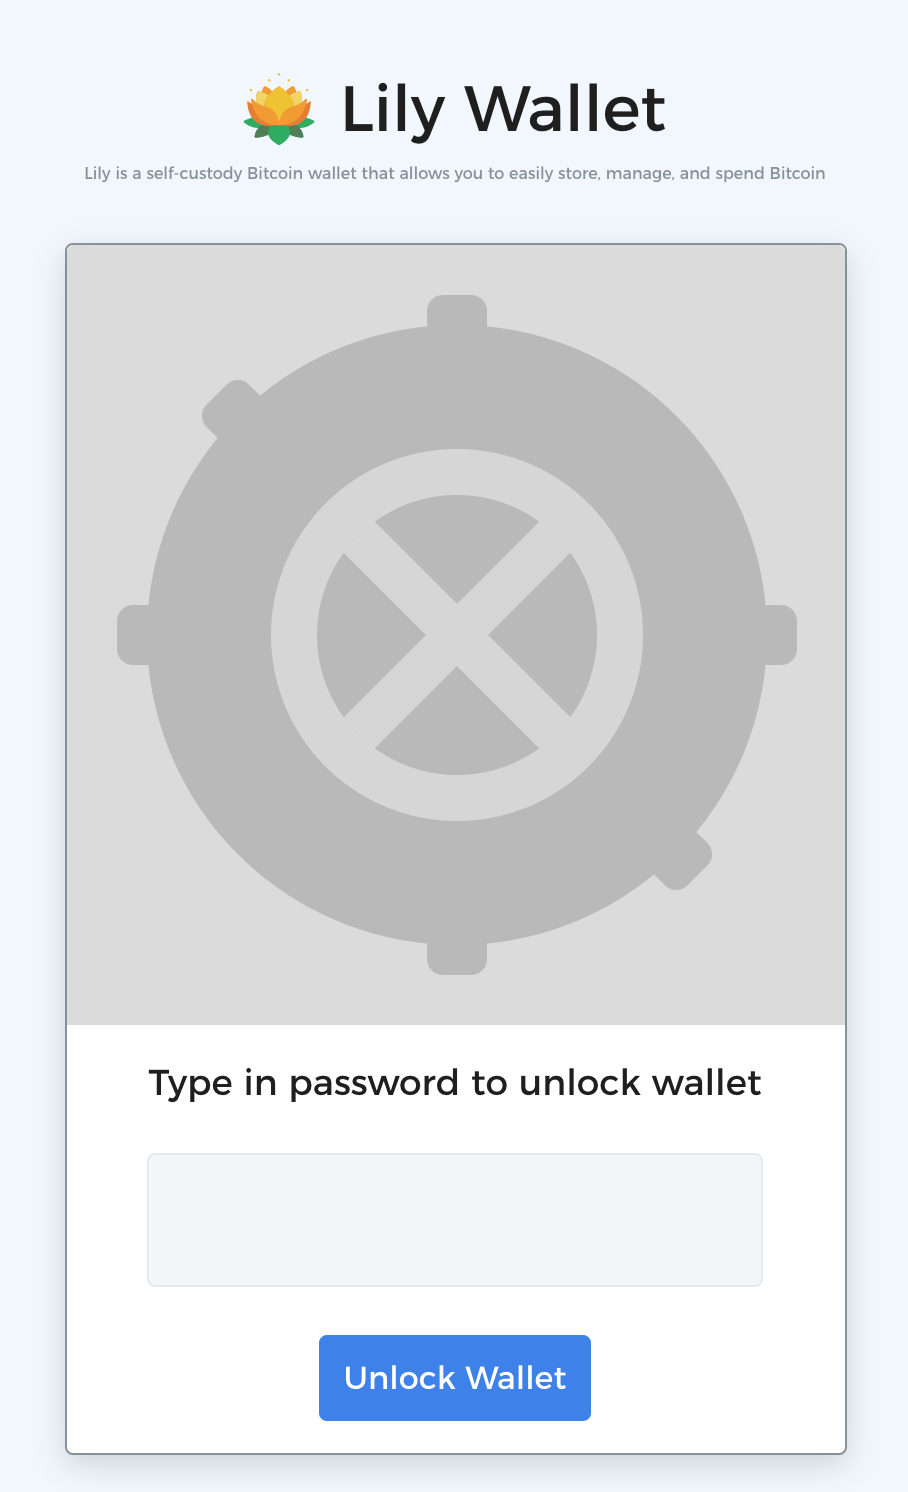 Lily Wallet
Lily is a self-custody Bitcoin wallet that allows you to easily store, manage, and spend Bitcoin
Type in password to unlock wallet
Unlock Wallet